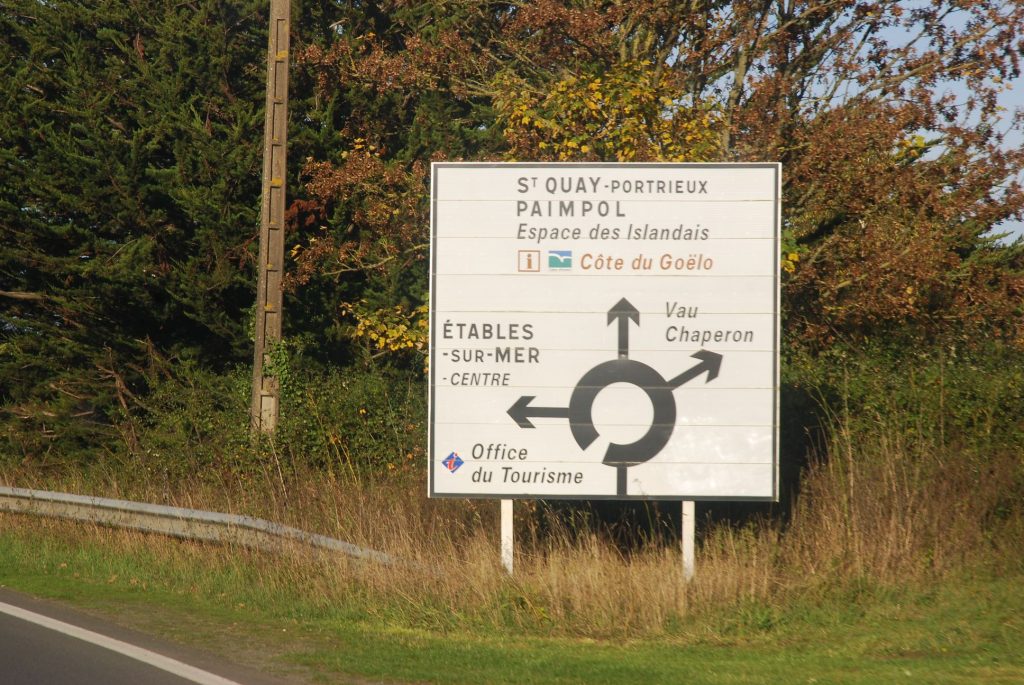 ST QUAY-PORTRIEUX
PAIMPOL
Espace des Islandais
i Côte du Goëlo
Vau
Chaperon
ÉTABLES
-SUR-MER
-CENTRE
Office
du Tourisme